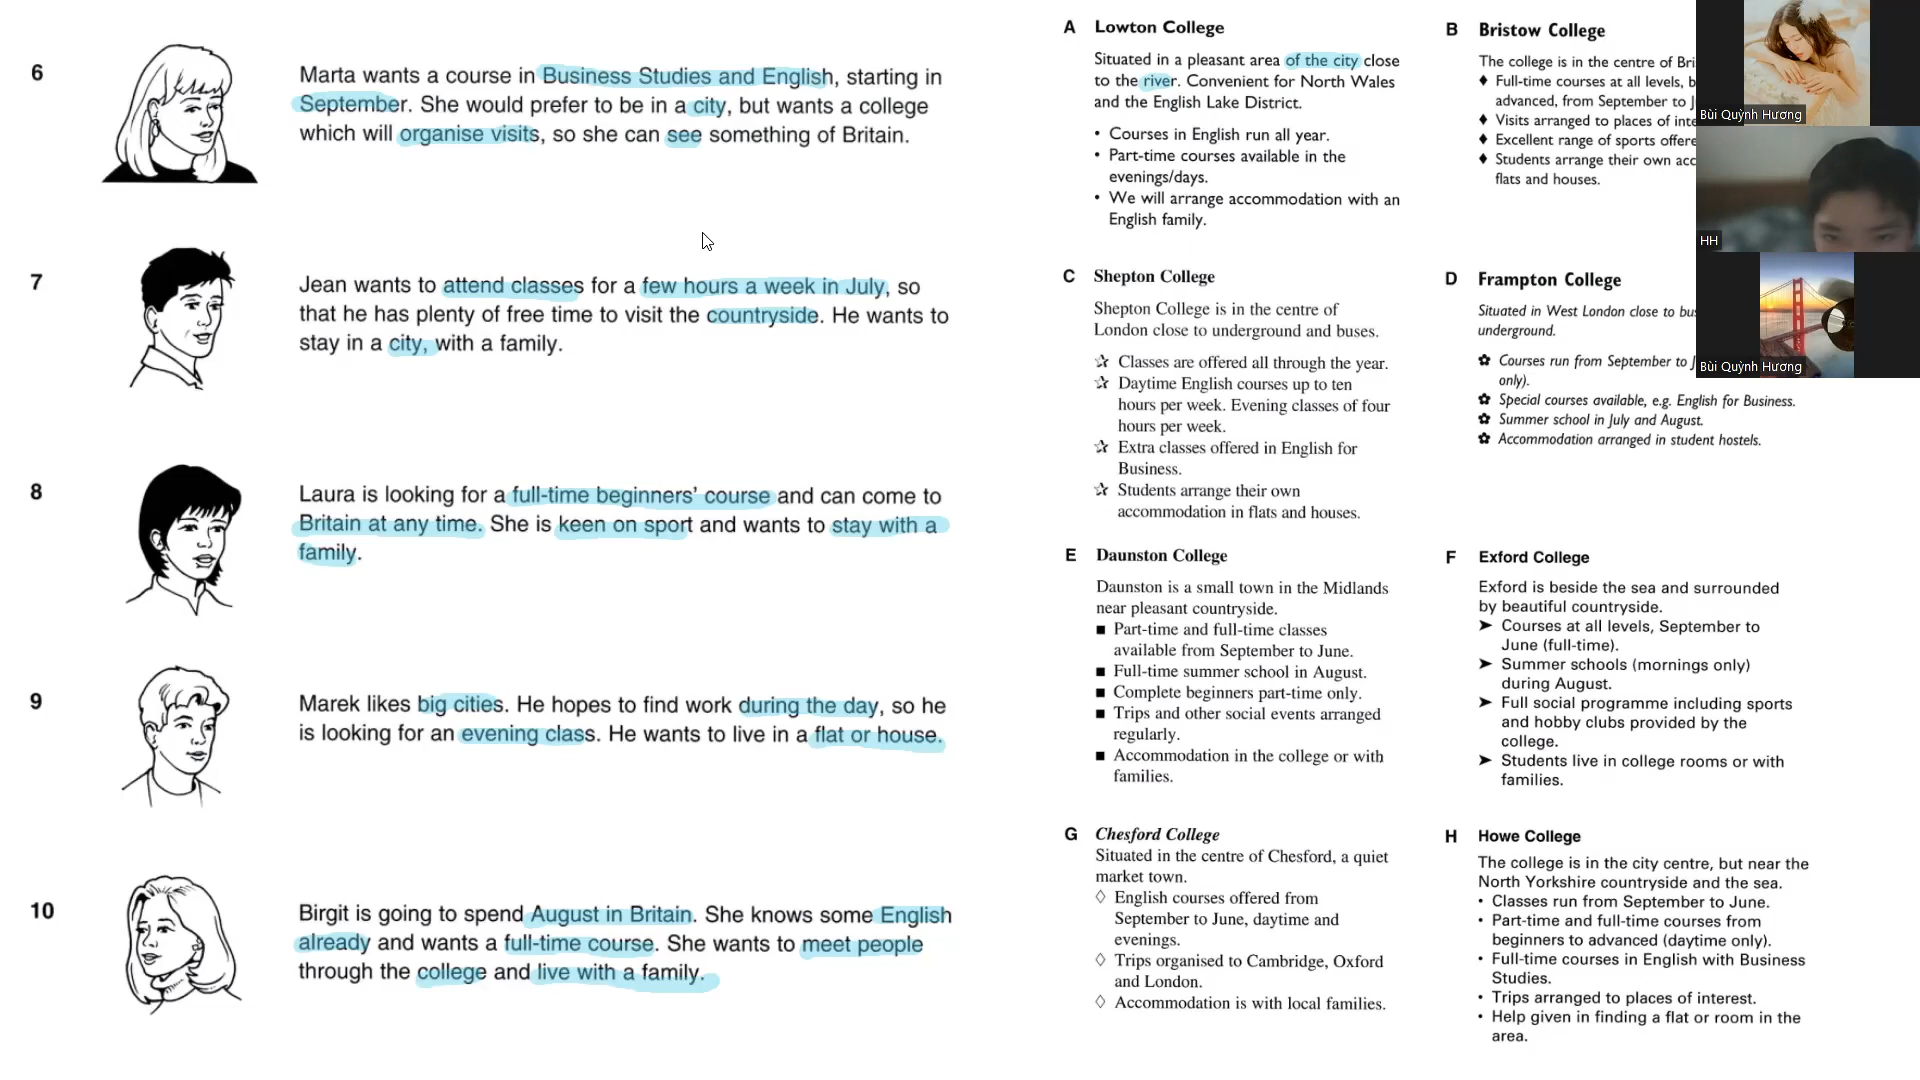 6
Marta wants a course in Business Studies and English, starting in
September. She would prefer to be in a city, but wants a college
which will organise visits, so she can see something of Britain.
7
Jean wants to attend classes for a few hours a week in July, so
that he has plenty of free time to visit the countryside. He wants to
stay in a city, with a family.
8
Laura is looking for a full-time beginners' course and can come to
Britain at any time. She is keen on sport and wants to stay with a
family.
9
Marek likes big cities. He hopes to find work during the day, so he
is looking for an evening class. He wants to live in a flat or house.
10
Birgit is going to spend August in Britain. She knows some English
already and wants a full-time course. She wants to meet people
through the college and live with a family.
A Lowton College
Situated in a pleasant area of the city close
to the river. Convenient for North Wales
and the English Lake District.
• Courses in English run all year.
• Part-time courses available in the
evenings/days.
• We will arrange accommodation with an
English family.
B Bristow College
The college is in the centre of
♦ Full-time courses at all levels,
advanced, from September to
♦ Visits arranged to places of
♦ Excellent range of sports
♦ Students arrange their own
flats and houses.
C Shepton College
Shepton College is in the centre of
London close to underground and buses.
☆ Classes are offered all through the year.
☆ Daytime English courses up to ten
hours per week. Evening classes of four
hours per week.
☆ Extra classes offered in English for
Business.
☆ Students arrange their own
accommodation in flats and houses.
D Frampton College
Situated in West London close to
underground.
✿ Courses run from September to
only).
✿ Special courses available, e.g. English for Business.
✿ Summer school in July and August.
✿ Accommodation arranged in student hostels.
E Daunston College
Daunston is a small town in the Midlands
near pleasant countryside.
■ Part-time and full-time classes
available from September to June.
■ Full-time summer school in August.
■ Complete beginners part-time only.
■ Trips and other social events arranged
regularly.
■ Accommodation in the college or with
families.
F Exford College
Exford is beside the sea and surrounded
by beautiful countryside.
➤ Courses at all levels, September to
June (full-time).
➤ Summer schools (mornings only)
during August.
➤ Full social programme including sports
and hobby clubs provided by the
college.
➤ Students live in college rooms or with
families.
G Chesford College
Situated in the centre of Chesford, a quiet
market town.
◊ English courses offered from
September to June, daytime and
evenings.
◊ Trips organised to Cambridge, Oxford
and London.
◊ Accommodation is with local families.
H Howe College
The college is in the city centre, but near the
North Yorkshire countryside and the sea.
• Classes run from September to June.
• Part-time and full-time courses from
beginners to advanced (daytime only).
• Full-time courses in English with Business
Studies.
• Trips arranged to places of interest.
• Help given in finding a flat or room in the
area.
Bùi Quỳnh Hương
HH
Bùi Quỳnh Hương